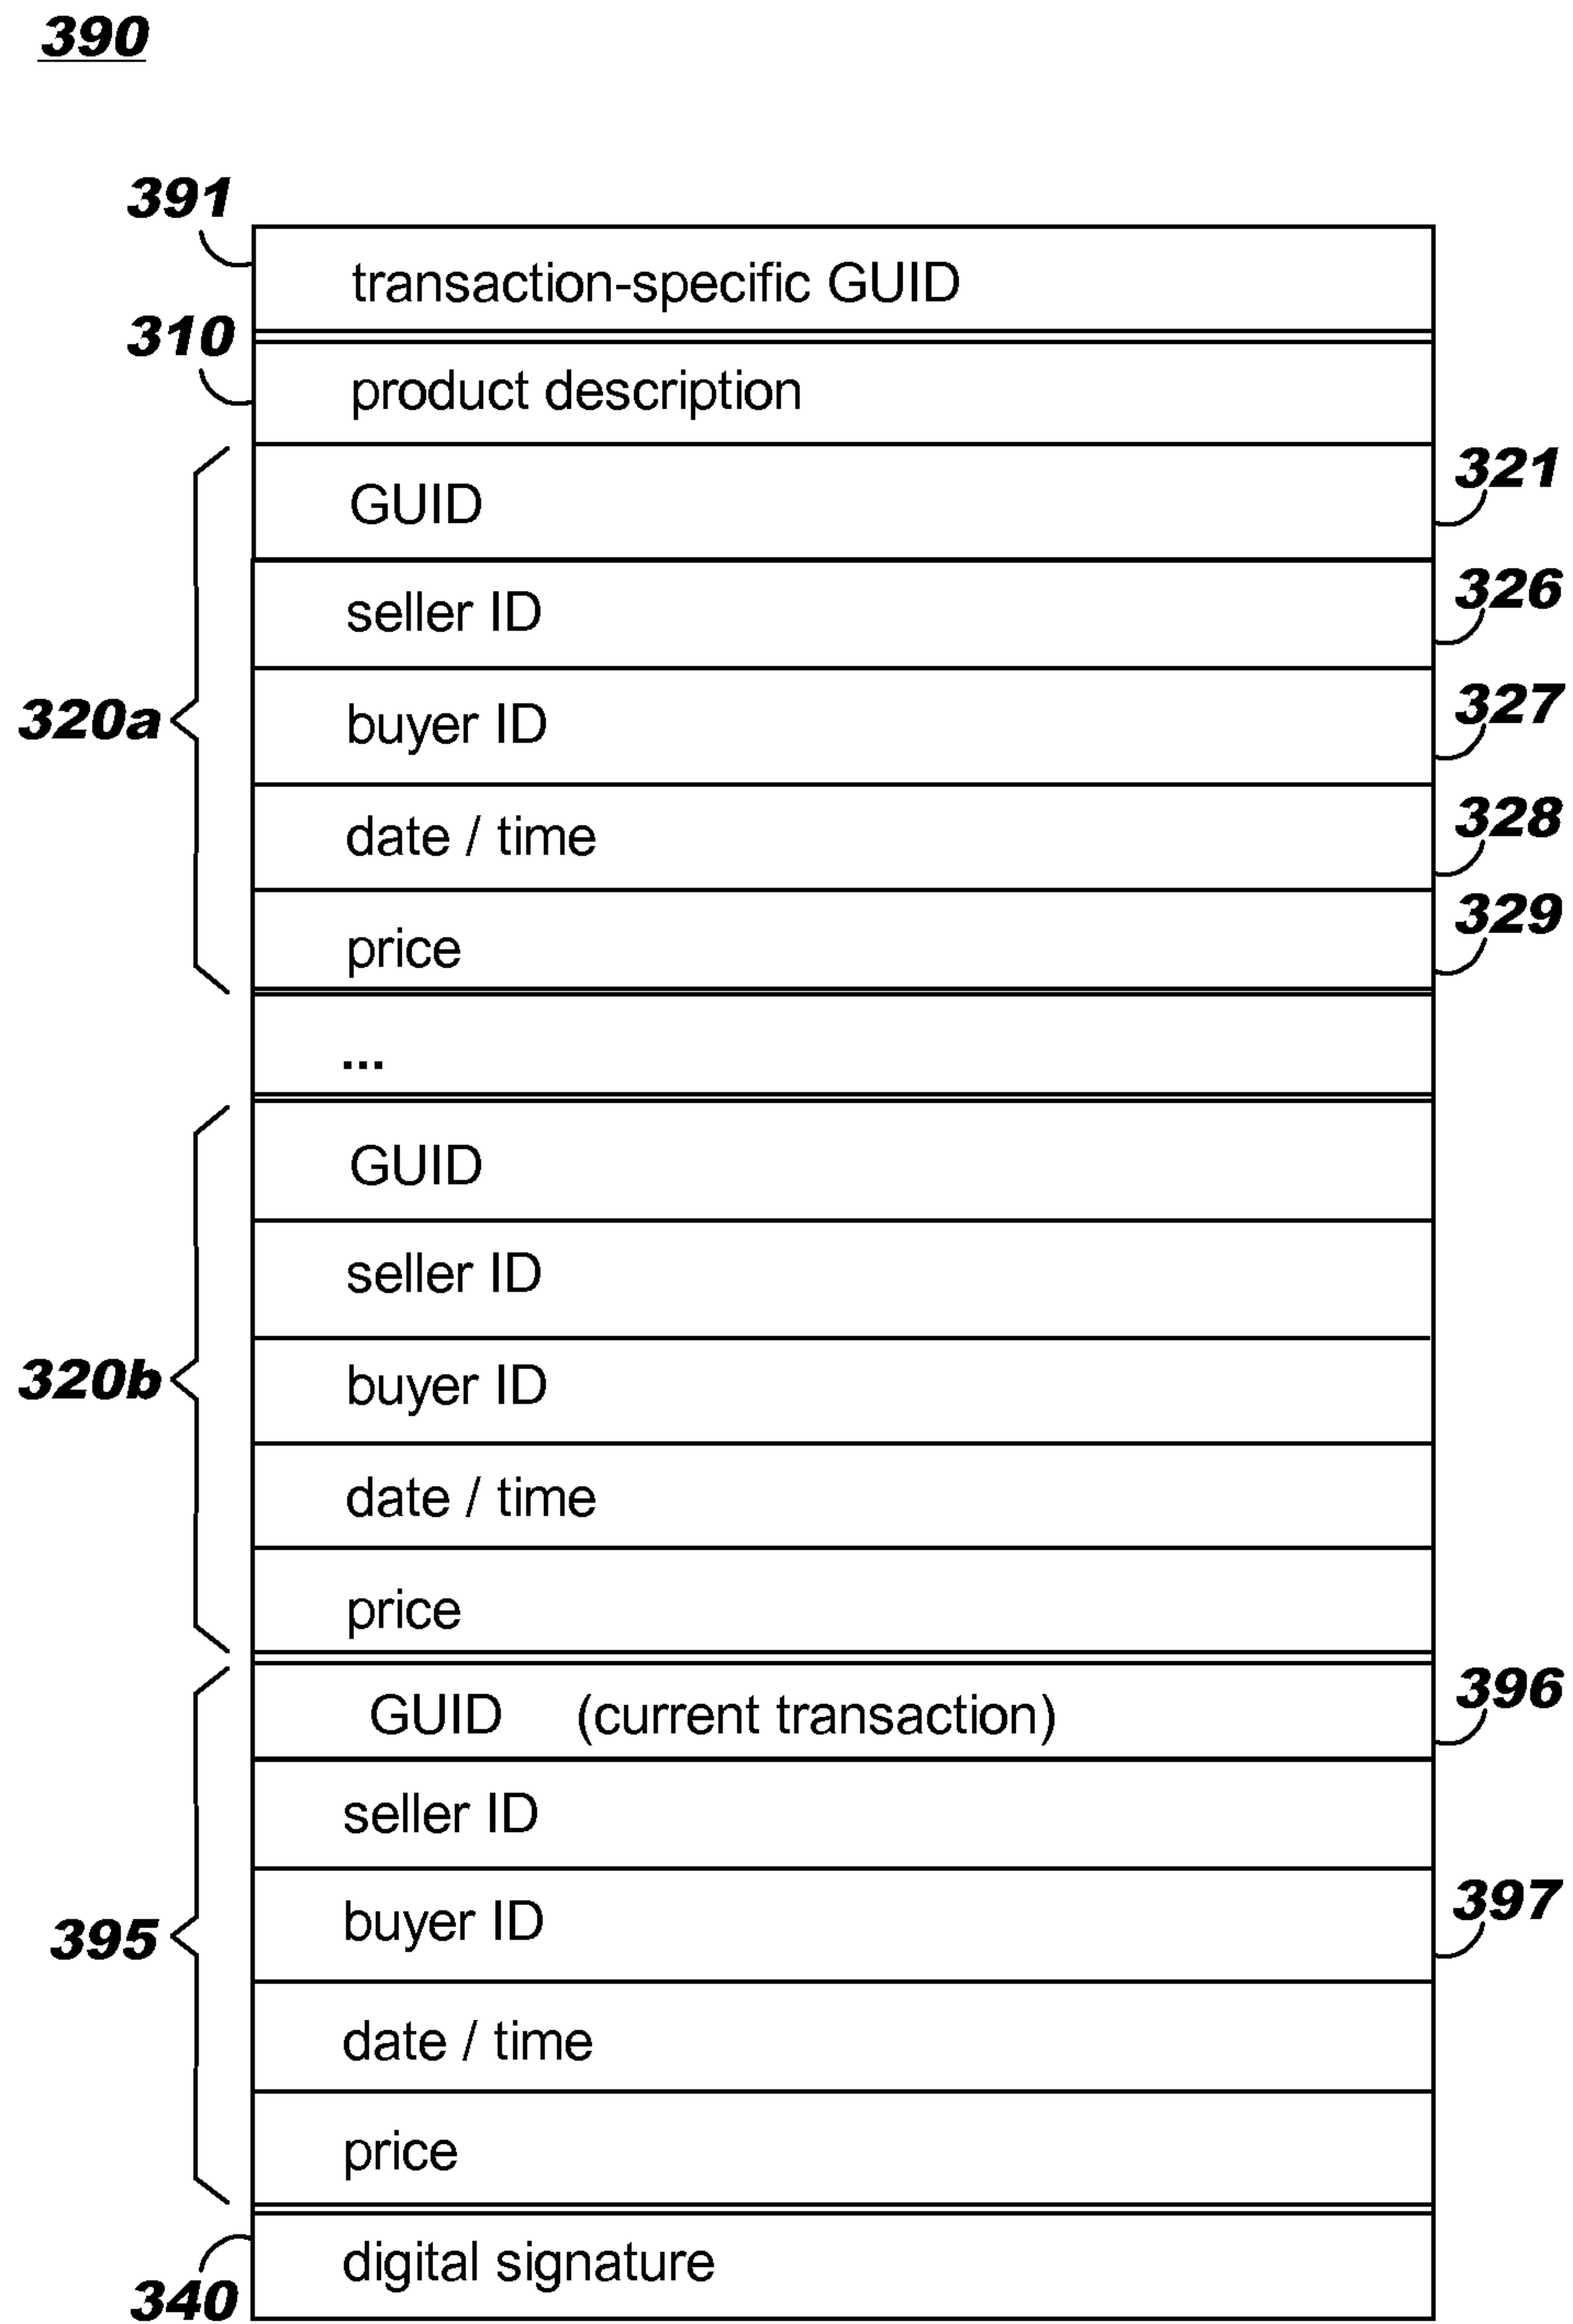 390
391
transaction-specific GUID
310
product description
GUID
321
seller ID
326
320a
buyer ID
327
date / time
328
price
329
...
GUID
seller ID
320b
buyer ID
date / time
price
GUID (current transaction)
396
seller ID
395
buyer ID
397
date / time
price
digital signature
340